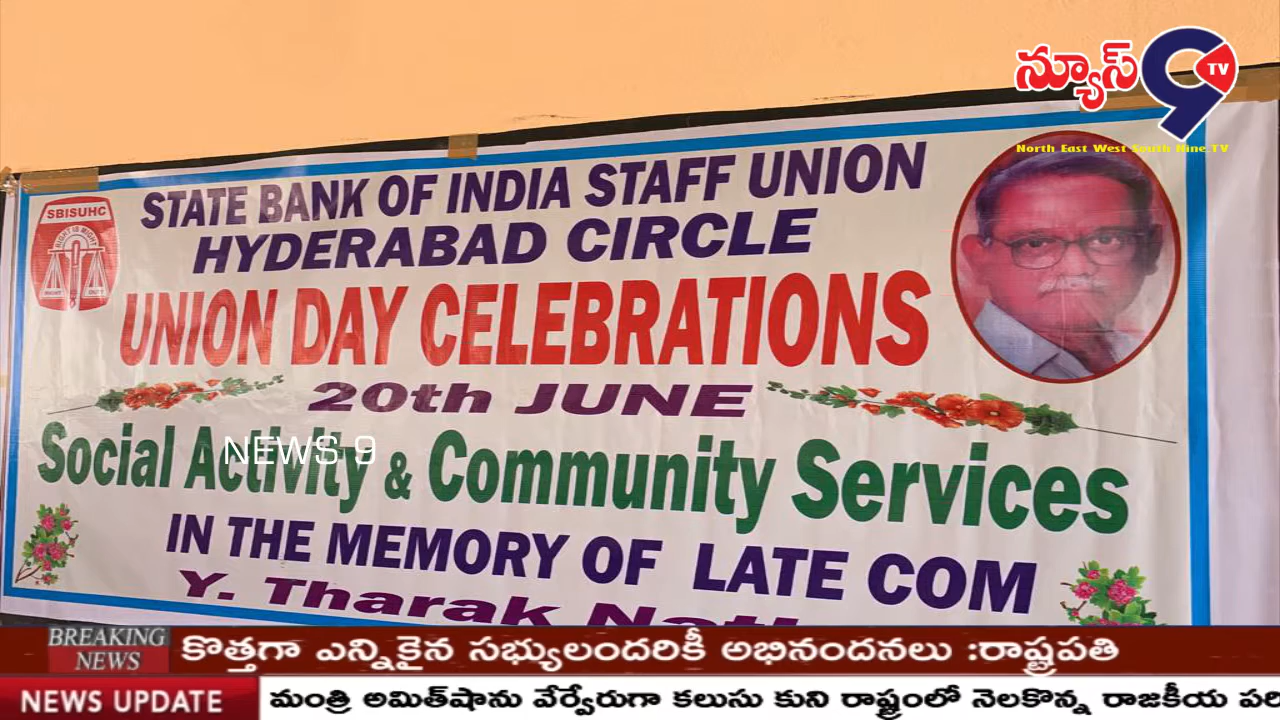 న్యూస్ 9 TV
North East West South Nine TV
SBISUHC
STATE BANK OF INDIA STAFF UNION
HYDERABAD CIRCLE
UNION DAY CELEBRATIONS
20th JUNE
Social Activity & Community Services
NEWS 9
IN THE MEMORY OF LATE COM
Y. Tharak
BREAKING NEWS
కొత్తగా ఎన్నికైన సభ్యులందరికీ అభినందనలు :రాష్ట్రపతి
NEWS UPDATE
మంత్రి అమిత్‌షాను వేర్వేరుగా కలుసు కుని రాష్ట్రంలో నెలకొన్న రాజకీయ